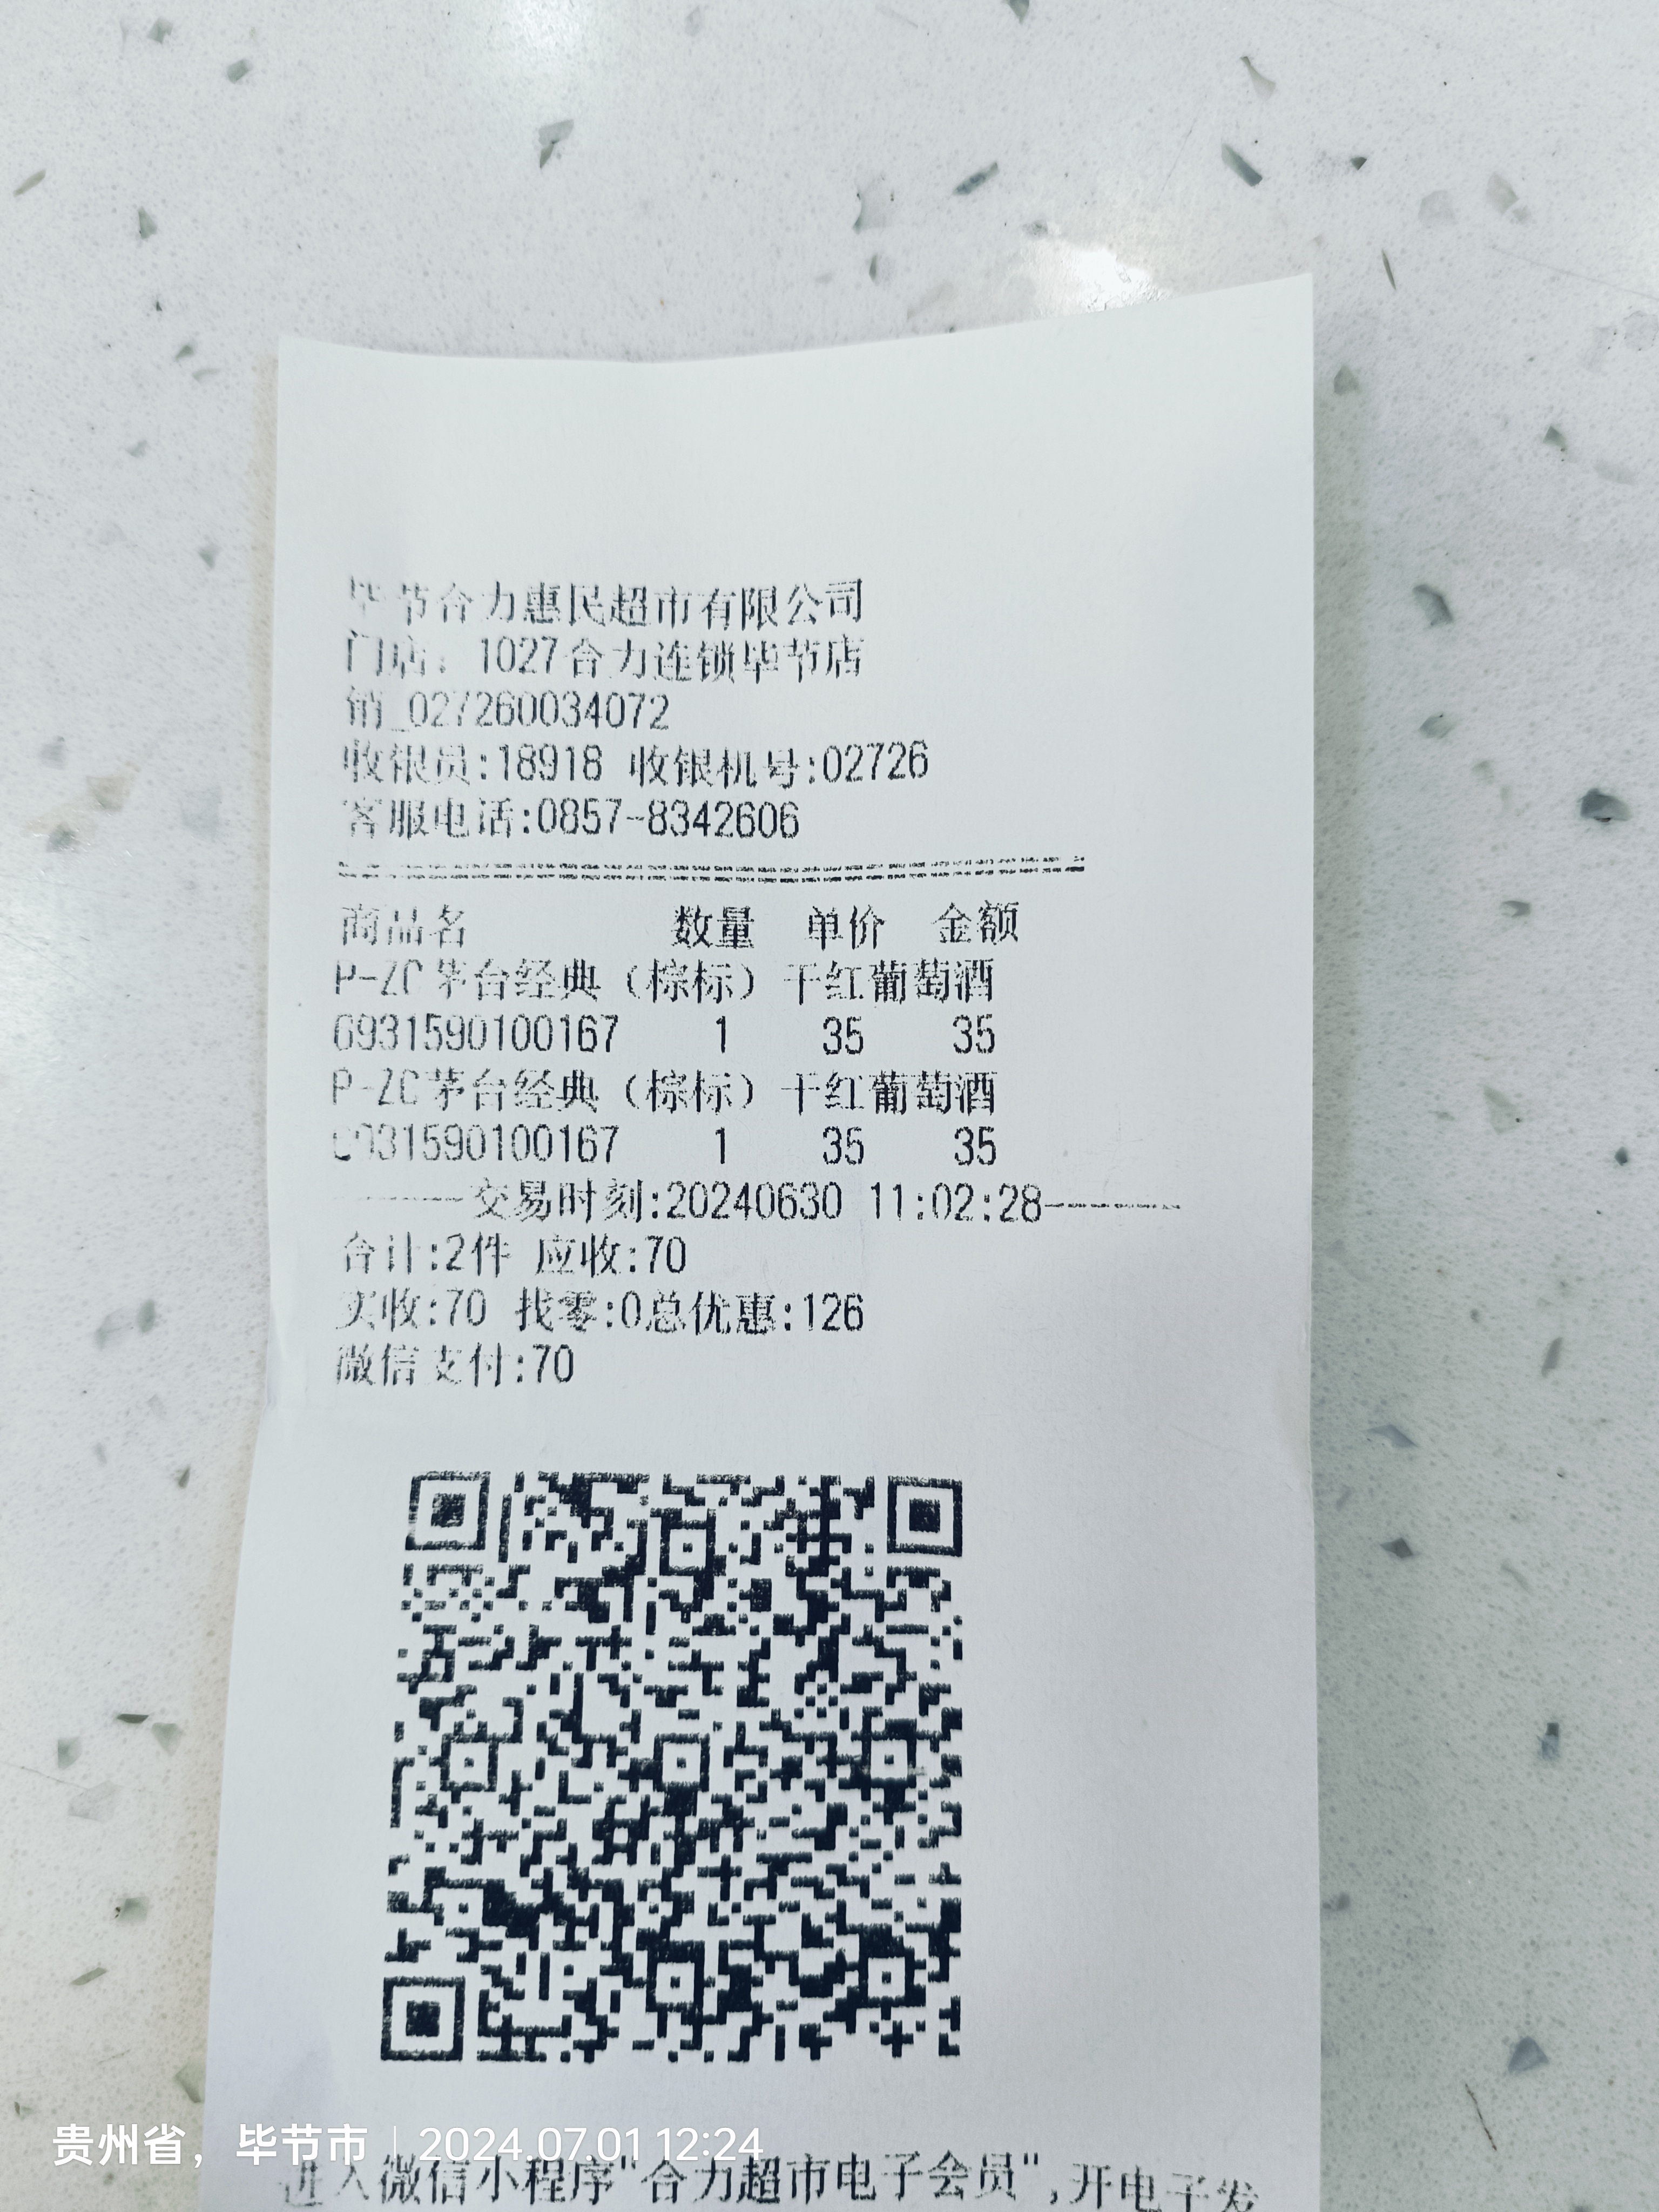 毕节合力惠民超市有限公司
门店：1027合力连锁毕节店
销_027260034072
收银员:18918 收银机号:02726
客服电话:0857-8342606
商品名 数量 单价 金额
P-ZC茅台经典（棕标）干红葡萄酒
6931590100167 1 35 35
P-ZC茅台经典（棕标）干红葡萄酒
6931590100167 1 35 35
------交易时刻:20240630 11:02:28--------
合计:2件 应收:70
实收:70 找零:0总优惠:126
微信支付:70
贵州省，毕节市 | 2024.07.01 12:24
进入微信小程序"合力超市电子会员",开电子发